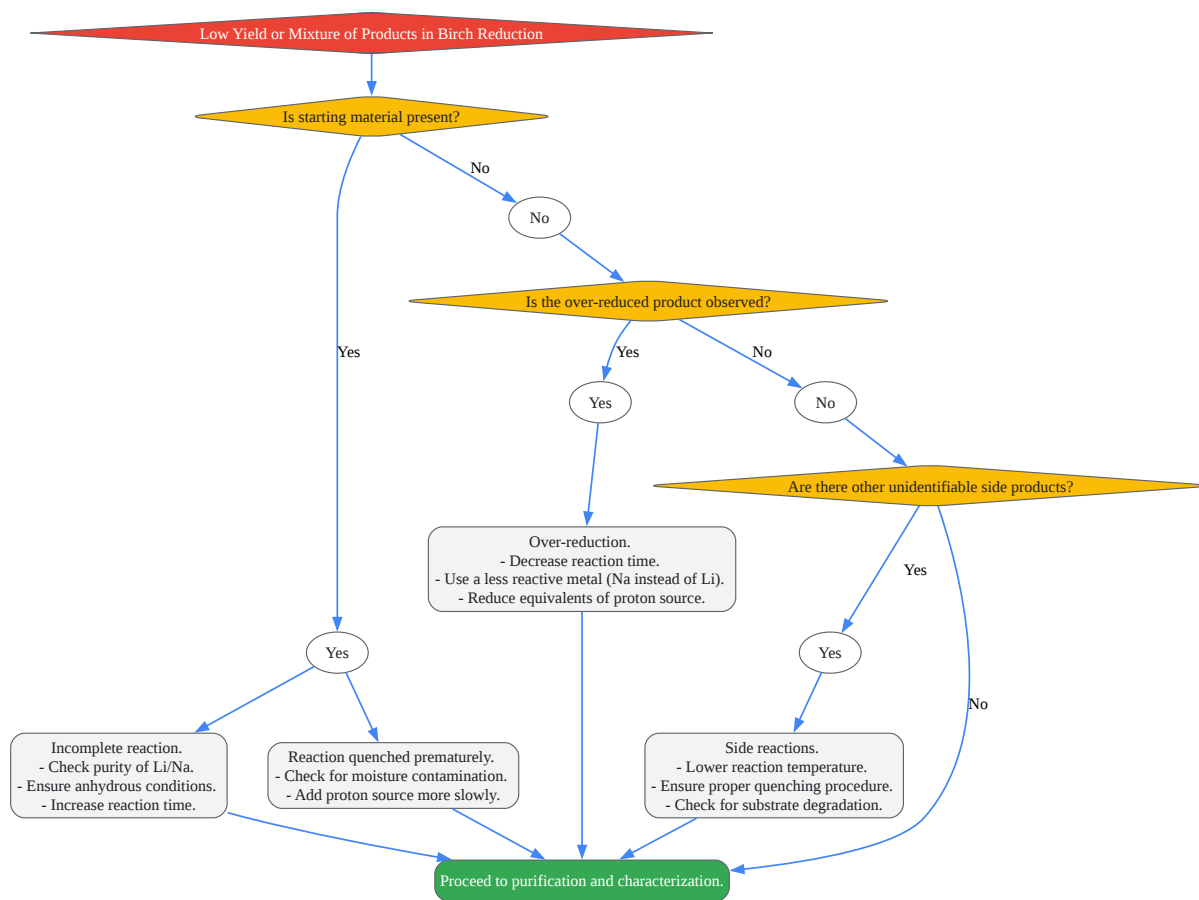 Low Yield or Mixture of Products in Birch Reduction
Is starting material present?
No
No
Is the over-reduced product observed?
Yes
Yes
No
Yes
No
Are there other unidentifiable side products?
Over-reduction.
- Decrease reaction time.
- Use a less reactive metal (Na instead of Li).
- Reduce equivalents of proton source.
Yes
Yes
Yes
No
Incomplete reaction.
- Check purity of Li/Na.
- Ensure anhydrous conditions.
- Increase reaction time.
Reaction quenched prematurely.
- Check for moisture contamination.
- Add proton source more slowly.
Side reactions.
- Lower reaction temperature.
- Ensure proper quenching procedure.
- Check for substrate degradation.
Proceed to purification and characterization.